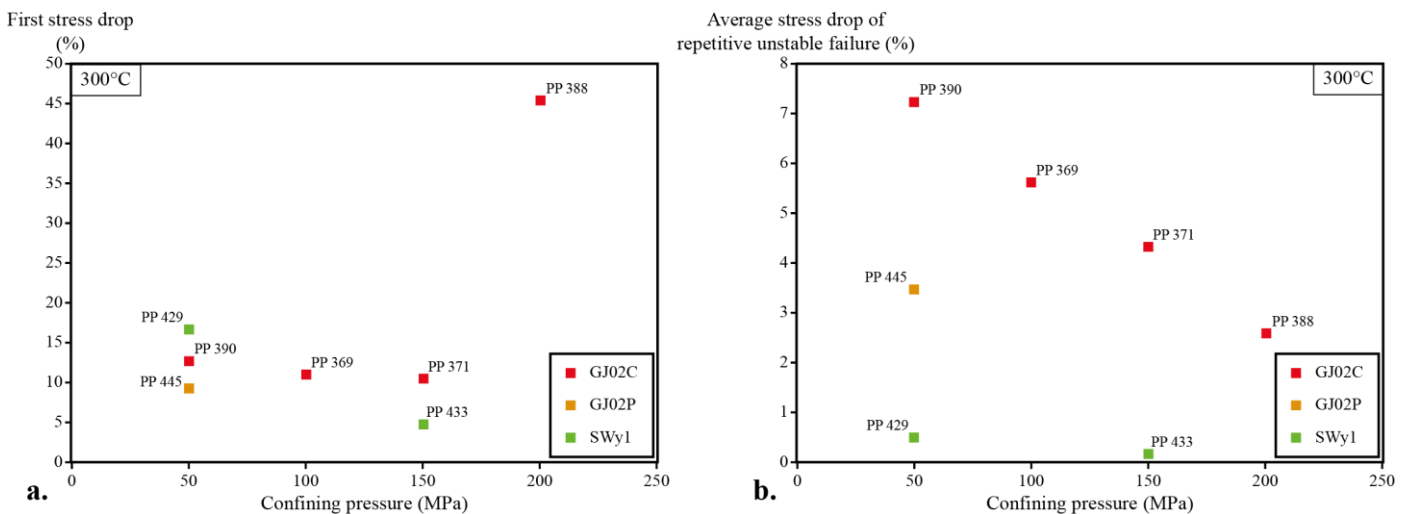 First stress drop
(%)
50
45
40
35
30
25
20
15
10
5
0
300°C
PP 388
PP 429
PP 390
PP 445
PP 369
PP 371
PP 433
GJ02C
GJ02P
SWy1
0
50
100
150
200
250
Confining pressure (MPa)
a.
Average stress drop of
repetitive unstable failure (%)
8
7
6
5
4
3
2
1
0
300°C
PP 390
PP 369
PP 371
PP 445
PP 388
PP 429
PP 433
GJ02C
GJ02P
SWy1
0
50
100
150
200
250
Confining pressure (MPa)
b.